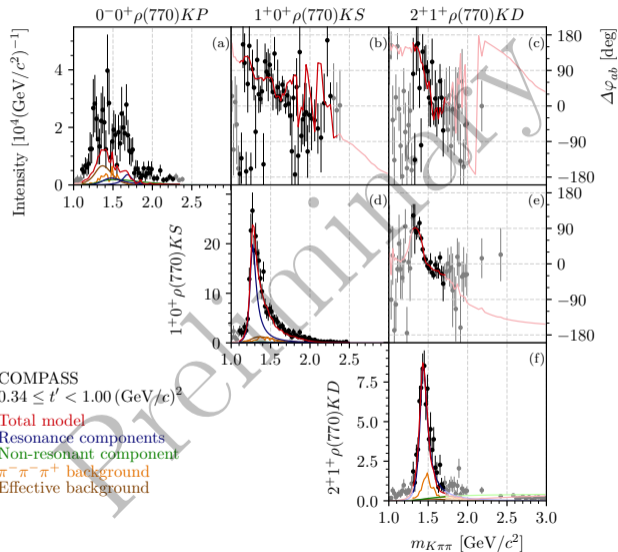 0⁻0⁺ρ(770)KP 1⁺0⁺ρ(770)KS 2⁺1⁺ρ(770)KD
(a) (b) (c)
Intensity [10⁴(GeV/c²)⁻¹]
4
2
0
1.0 1.5 2.0
180
90
0
−90
−180
Δφ_ab [deg]
(d) (e)
1⁺0⁺ρ(770)KS
20
10
0
1.0 1.5 2.0 2.5
180
90
0
−90
−180
COMPASS
0.34 ≤ t′ < 1.00 (GeV/c)²
Total model
Resonance components
Non-resonant component
π⁻π⁻π⁺ background
Effective background
(f)
2⁺1⁺ρ(770)KD
7.5
5.0
2.5
0.0
1.0 1.5 2.0 2.5 3.0
m_Kππ [GeV/c²]
Preliminary